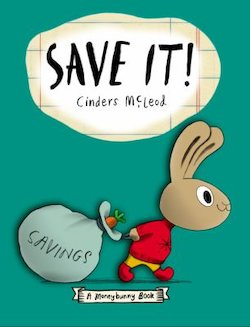 SAVE IT!
Cinders McLeod
SAVINGS
A Moneybunny Book